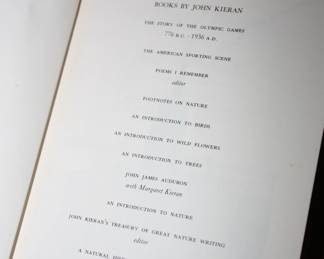 BOOKS BY JOHN KIERAN
THE STORY OF THE OLYMPIC GAMES
776 B.C. - 1936 A.D.
THE AMERICAN SPORTING SCENE
POEMS I REMEMBER
editor
FOOTNOTES ON NATURE
AN INTRODUCTION TO BIRDS
AN INTRODUCTION TO WILD FLOWERS
AN INTRODUCTION TO TREES
JOHN JAMES AUDUBON
with Margaret Kieran
AN INTRODUCTION TO NATURE
JOHN KIERAN'S TREASURY OF GREAT NATURE WRITING
editor
A NATURAL